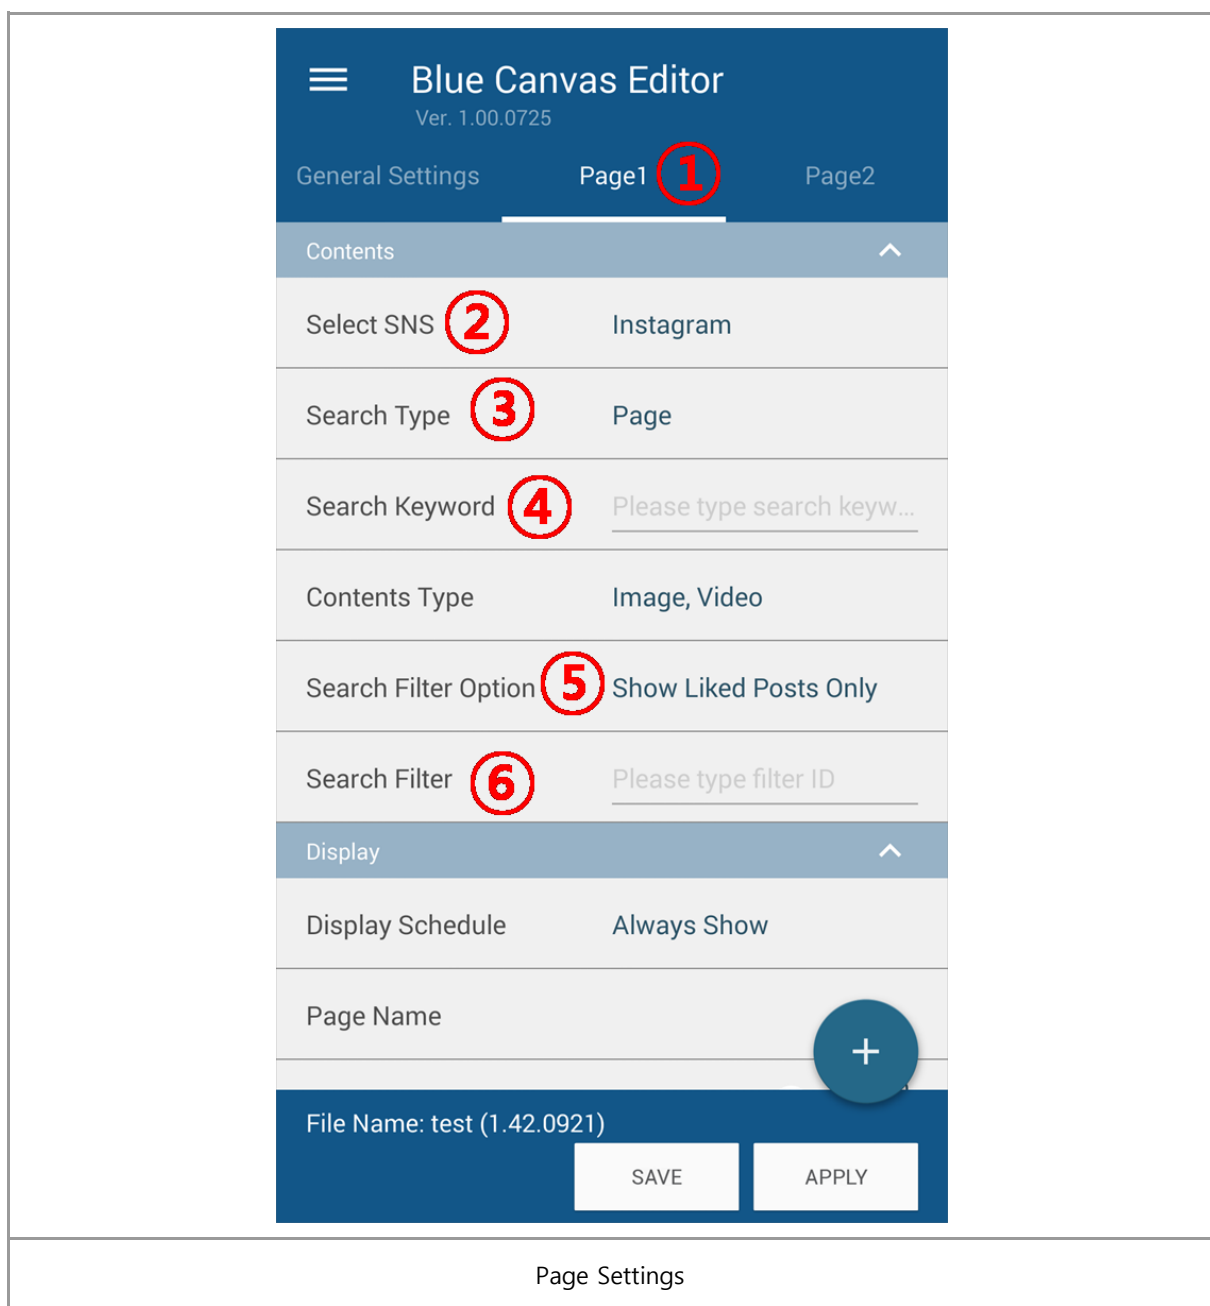 Blue Canvas Editor
Ver. 1.00.0725
General Settings Page1 ① Page2
Contents
Select SNS ② Instagram
Search Type ③ Page
Search Keyword ④ Please type search keyw...
Contents Type Image, Video
Search Filter Option ⑤ Show Liked Posts Only
Search Filter ⑥ Please type filter ID
Display
Display Schedule Always Show
Page Name
+
File Name: test (1.42.0921)
SAVE APPLY
Page Settings